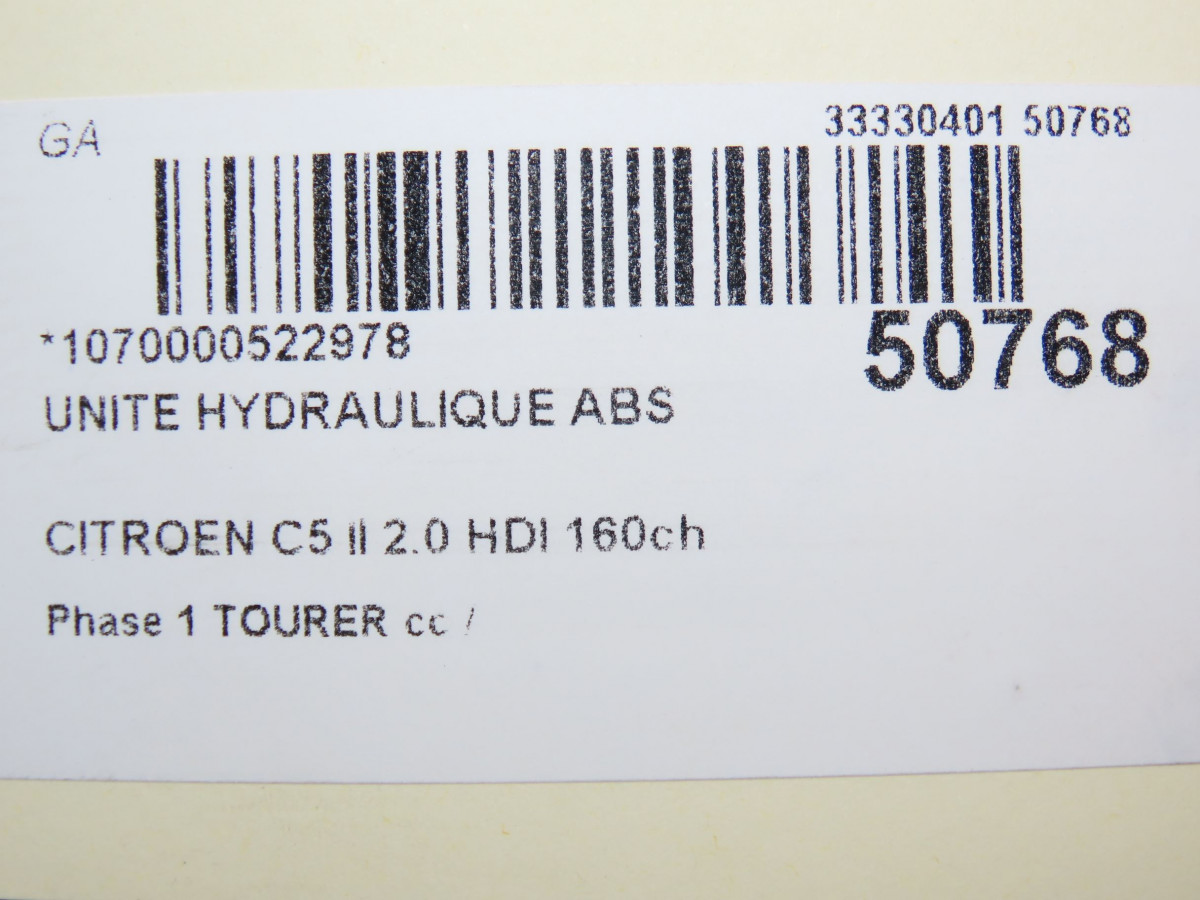 GA
33330401 50768
*1070000522978
50768
UNITE HYDRAULIQUE ABS
CITROEN C5 II 2.0 HDI 160ch
Phase 1 TOURER cc /